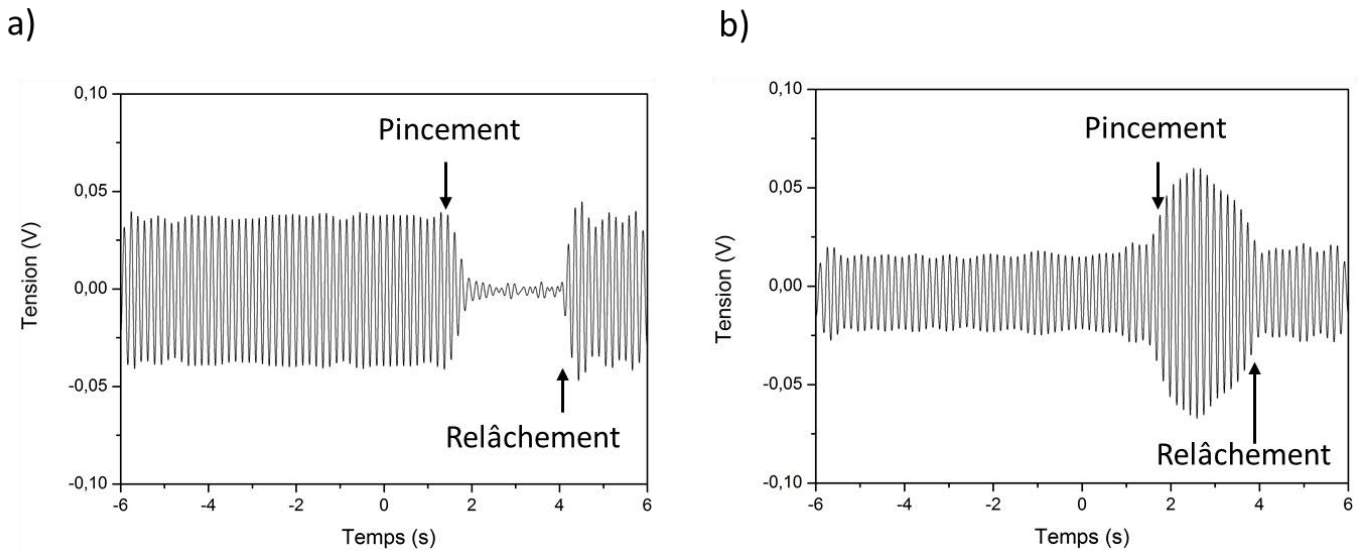 a)
0,10
0,05
0,00
-0,05
-0,10
Tension (V)
Pincement
Relâchement
-6 -4 -2 0 2 4 6
Temps (s)
b)
0,10
0,05
0,00
-0,05
-0,10
Tension (V)
Pincement
Relâchement
-6 -4 -2 0 2 4 6
Temps (s)